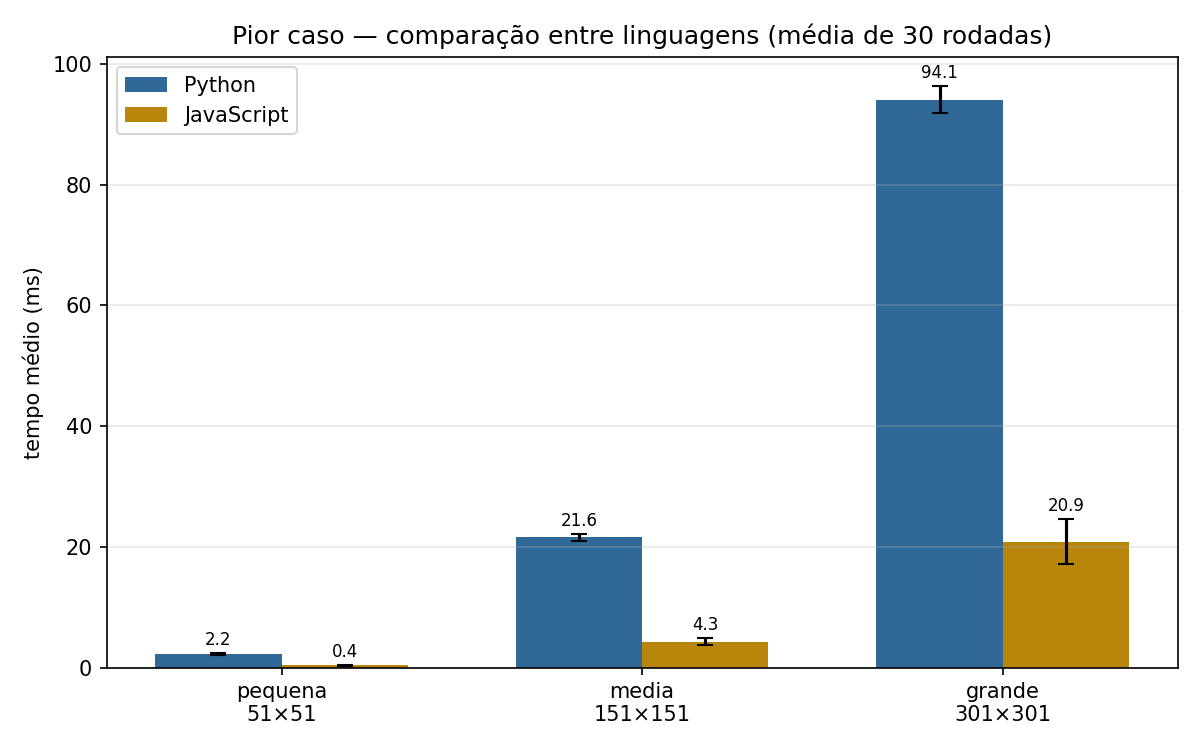 Pior caso — comparação entre linguagens (média de 30 rodadas)
Python
JavaScript
tempo médio (ms)
100
80
60
40
20
0
2.2
0.4
21.6
4.3
94.1
20.9
pequena
51×51
media
151×151
grande
301×301